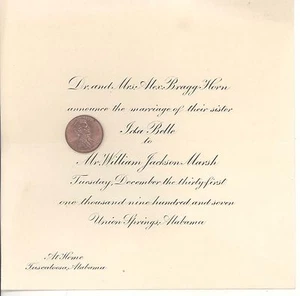 Dr. and Mrs. Alex Bragg Horn
announce the marriage of their sister
Ida Belle
to
Mr. William Jackson Marsh
Tuesday, December the thirty first
one thousand nine hundred and seven
Union Springs, Alabama
At Home
Tuscaloosa, Alabama